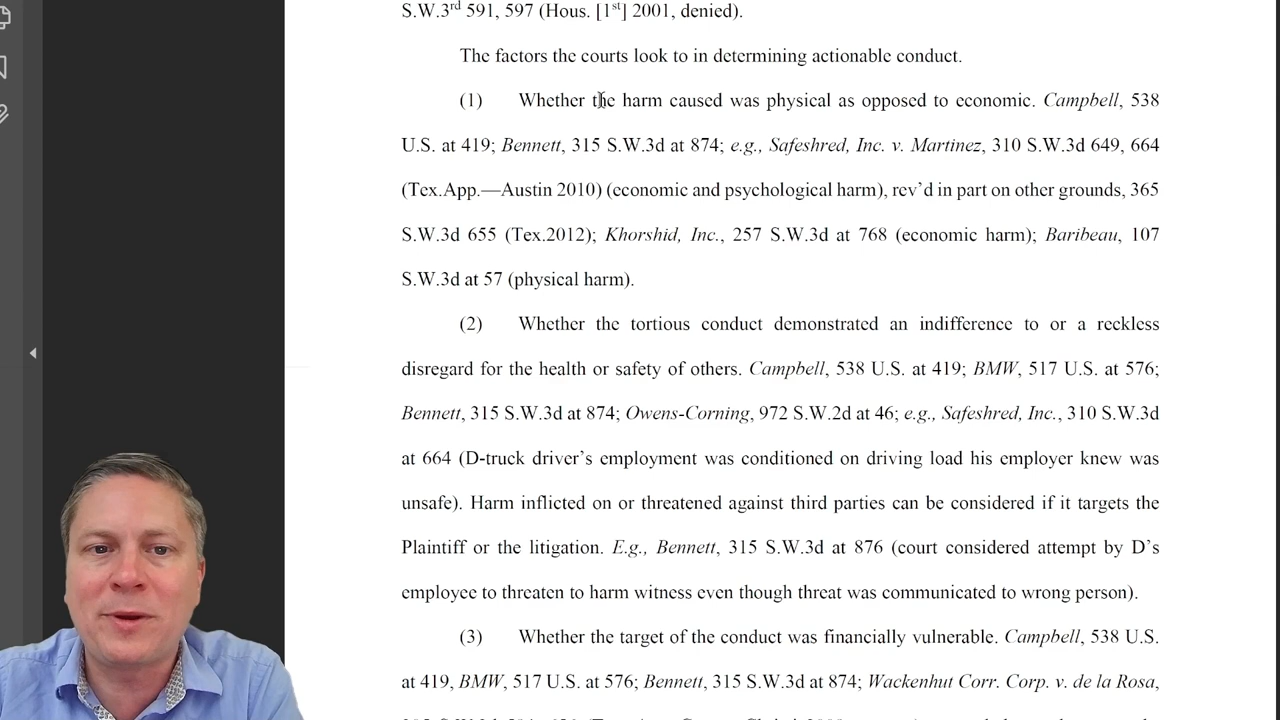 S.W.3rd 591, 597 (Hous. [1st] 2001, denied).
The factors the courts look to in determining actionable conduct.
(1) Whether the harm caused was physical as opposed to economic. Campbell, 538
U.S. at 419; Bennett, 315 S.W.3d at 874; e.g., Safeshred, Inc. v. Martinez, 310 S.W.3d 649, 664
(Tex.App.—Austin 2010) (economic and psychological harm), rev'd in part on other grounds, 365
S.W.3d 655 (Tex.2012); Khorshid, Inc., 257 S.W.3d at 768 (economic harm); Baribeau, 107
S.W.3d at 57 (physical harm).
(2) Whether the tortious conduct demonstrated an indifference to or a reckless
disregard for the health or safety of others. Campbell, 538 U.S. at 419; BMW, 517 U.S. at 576;
Bennett, 315 S.W.3d at 874; Owens-Corning, 972 S.W.2d at 46; e.g., Safeshred, Inc., 310 S.W.3d
at 664 (D-truck driver's employment was conditioned on driving load his employer knew was
unsafe). Harm inflicted on or threatened against third parties can be considered if it targets the
Plaintiff or the litigation. E.g., Bennett, 315 S.W.3d at 876 (court considered attempt by D's
employee to threaten to harm witness even though threat was communicated to wrong person).
(3) Whether the target of the conduct was financially vulnerable. Campbell, 538 U.S.
at 419, BMW, 517 U.S. at 576; Bennett, 315 S.W.3d at 874; Wackenhut Corr. Corp. v. de la Rosa,